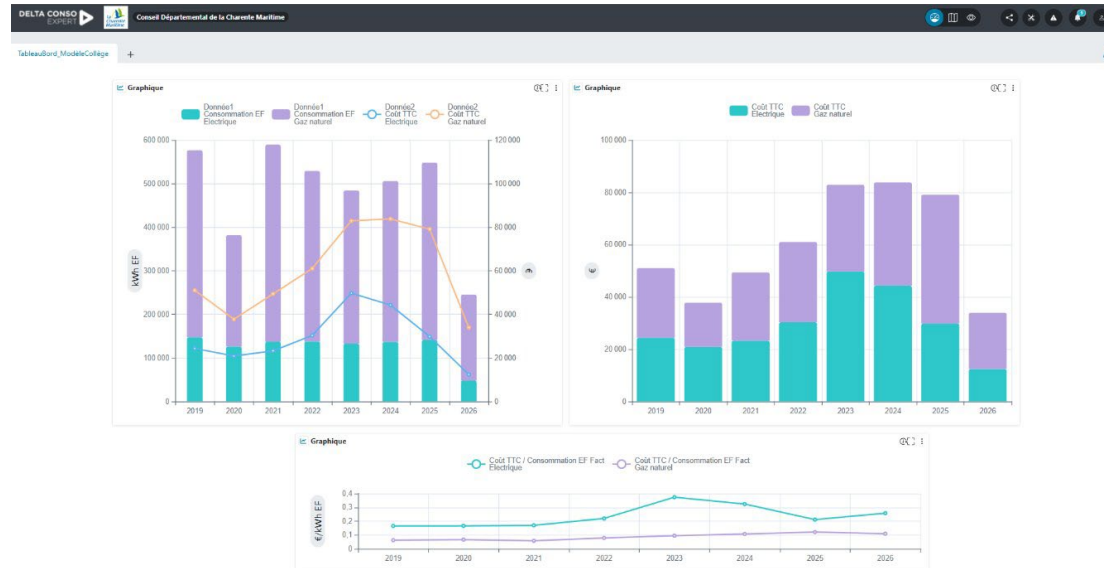 DELTA CONSO
EXPERT
Conseil Départemental de la Charente Maritime
TableauBord_ModèleCollège
+
Graphique
Donnée1
Consommation EF
Electrique
Donnée1
Consommation EF
Gaz naturel
Donnée2
Coût TTC
Electrique
Donnée2
Coût TTC
Gaz naturel
600 000
500 000
400 000
300 000
200 000
100 000
0
kWh EF
120 000
100 000
80 000
60 000
40 000
20 000
0
€
2019 2020 2021 2022 2023 2024 2025 2026
Graphique
Coût TTC
Electrique
Coût TTC
Gaz naturel
100 000
80 000
60 000
40 000
20 000
0
€
2019 2020 2021 2022 2023 2024 2025 2026
Graphique
Coût TTC / Consommation EF Fact
Electrique
Coût TTC / Consommation EF Fact
Gaz naturel
0,4
0,3
0,2
0,1
0
€/kWh EF
2019 2020 2021 2022 2023 2024 2025 2026